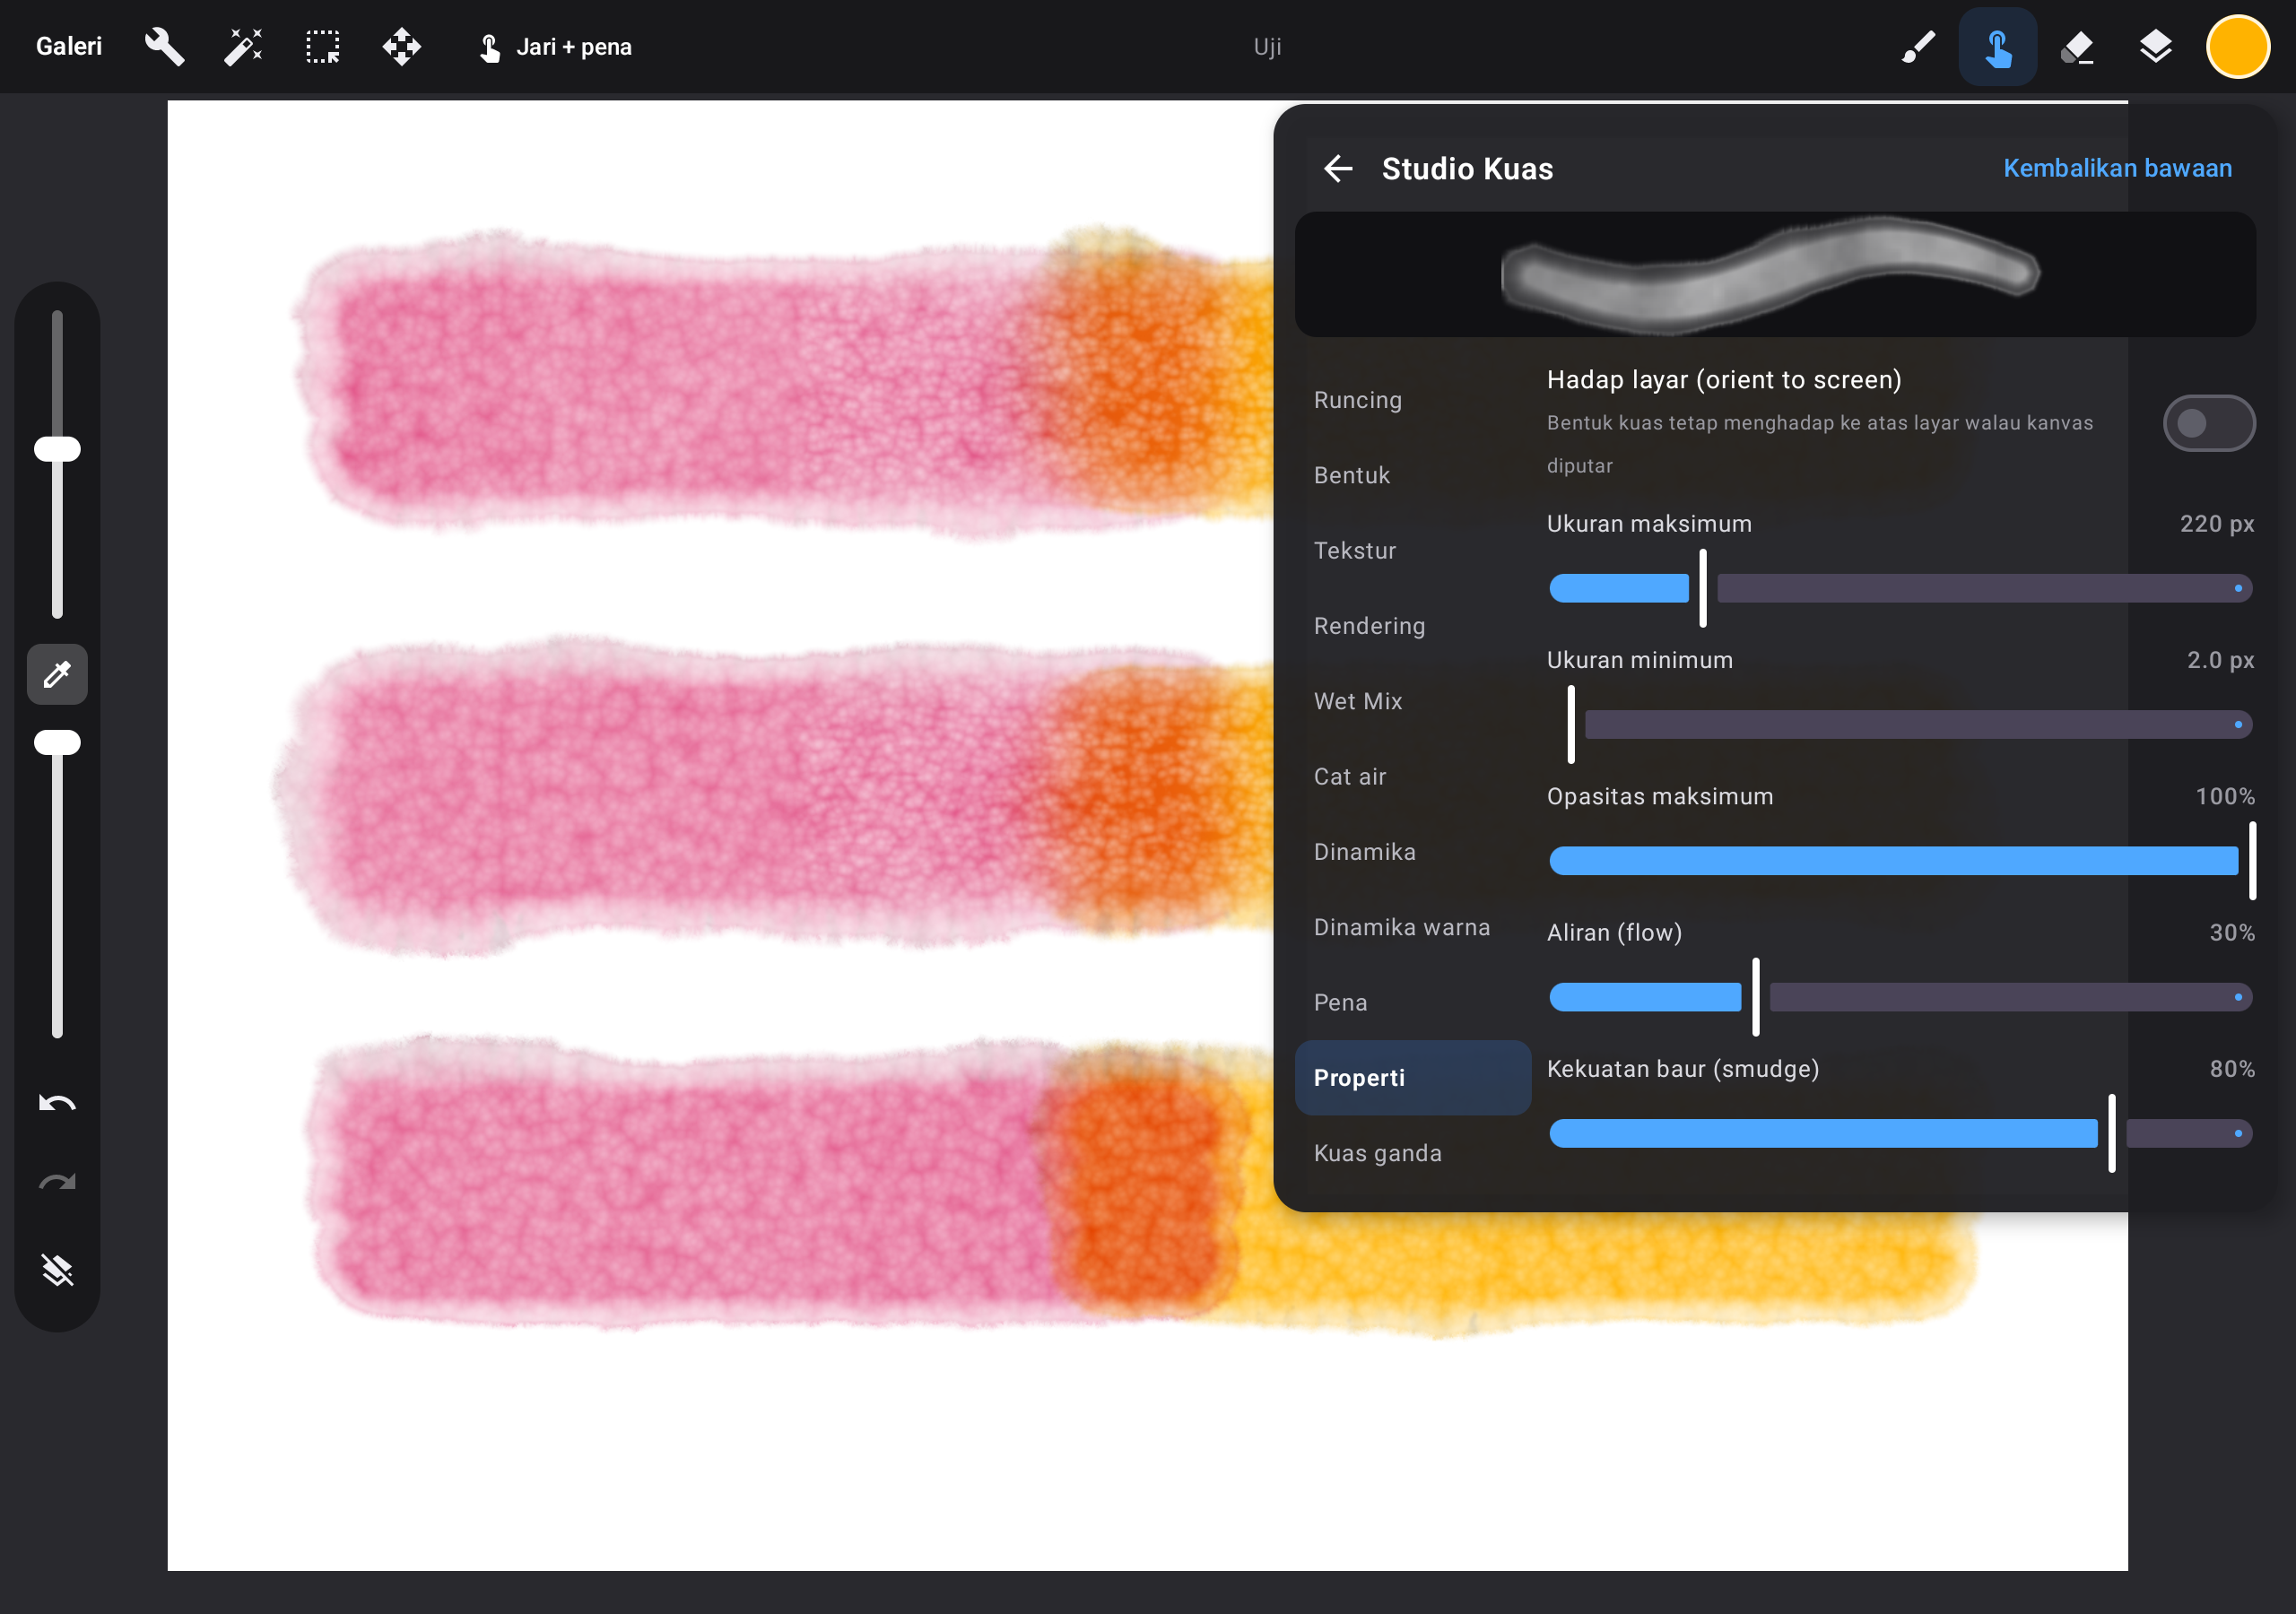 Galeri
Jari + pena
Uji
Studio Kuas
Kembalikan bawaan
Runcing
Bentuk
Tekstur
Rendering
Wet Mix
Cat air
Dinamika
Dinamika warna
Pena
Properti
Kuas ganda
Hadap layar (orient to screen)
Bentuk kuas tetap menghadap ke atas layar walau kanvas
diputar
Ukuran maksimum
220 px
Ukuran minimum
2.0 px
Opasitas maksimum
100%
Aliran (flow)
30%
Kekuatan baur (smudge)
80%